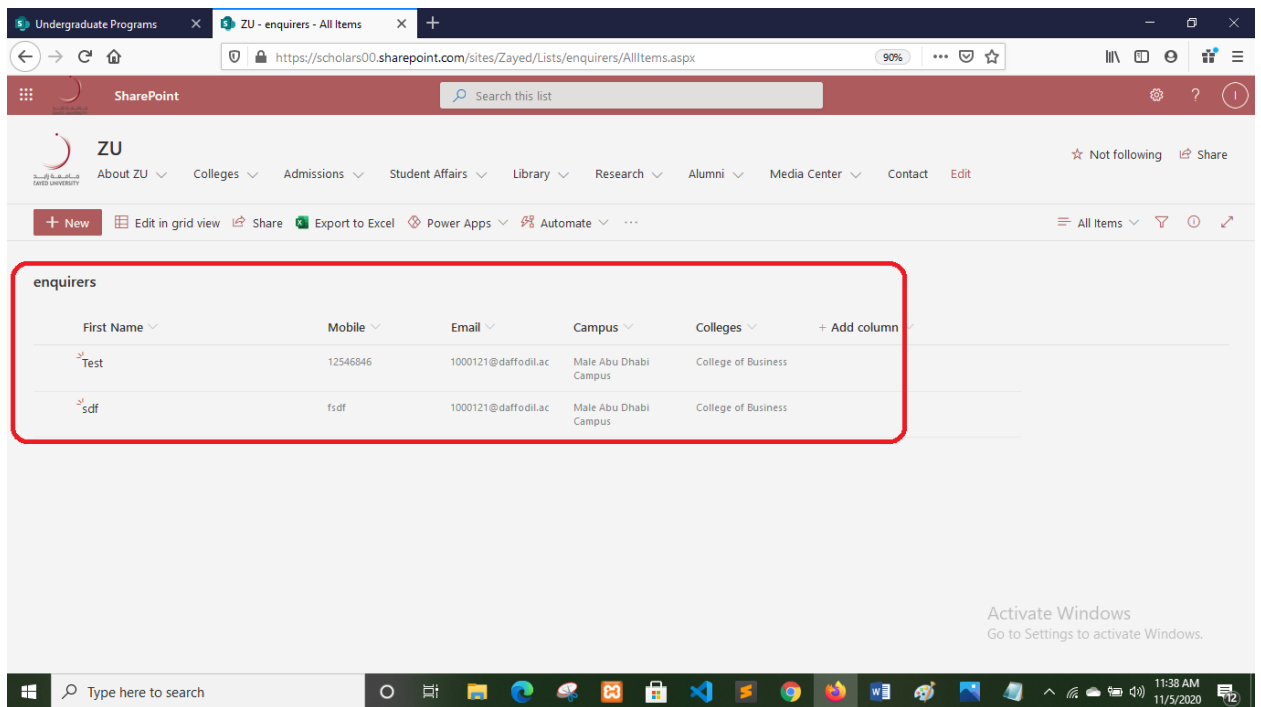 Undergraduate Programs
ZU - enquirers - All Items
https://scholars00.sharepoint.com/sites/Zayed/Lists/enquirers/AllItems.aspx
90%
SharePoint
Search this list
ZU
About ZU Colleges Admissions Student Affairs Library Research Alumni Media Center Contact Edit
Not following Share
+ New Edit in grid view Share Export to Excel Power Apps Automate ... All Items
enquirers
First Name Mobile Email Campus Colleges + Add column
Test 12546846 1000121@daffodil.ac Male Abu Dhabi Campus College of Business
sdf fsdf 1000121@daffodil.ac Male Abu Dhabi Campus College of Business
Activate Windows
Go to Settings to activate Windows.
Type here to search
11:38 AM
11/5/2020